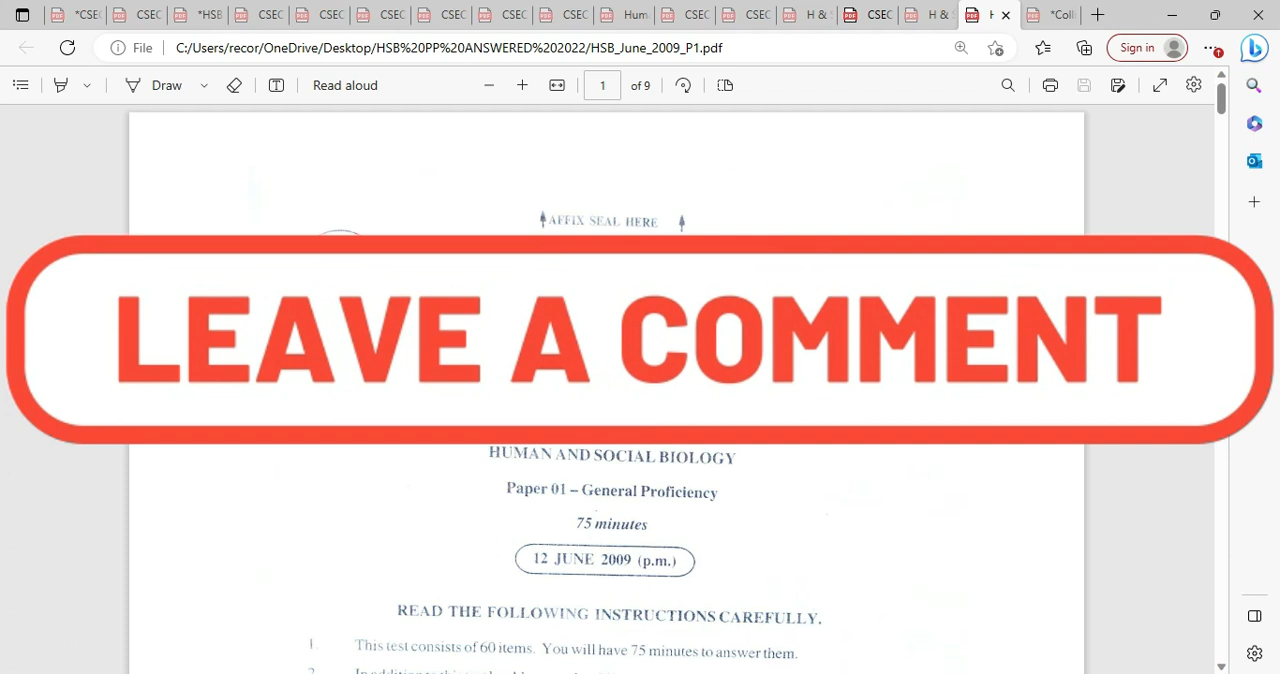 *CSEC
CSEC
*HSB
CSEC
CSEC
CSEC
CSEC
CSEC
CSEC
Hum
CSEC
CSEC
H & S
CSEC
H & S
H
*Coll
File
C:/Users/recor/OneDrive/Desktop/HSB%20PP%20ANSWERED%202022/HSB_June_2009_P1.pdf
Sign in
Draw
Read aloud
1 of 9
AFFIX SEAL HERE
LEAVE A COMMENT
HUMAN AND SOCIAL BIOLOGY
Paper 01 – General Proficiency
75 minutes
12 JUNE 2009 (p.m.)
READ THE FOLLOWING INSTRUCTIONS CAREFULLY.
1. This test consists of 60 items. You will have 75 minutes to answer them.
2. In addition